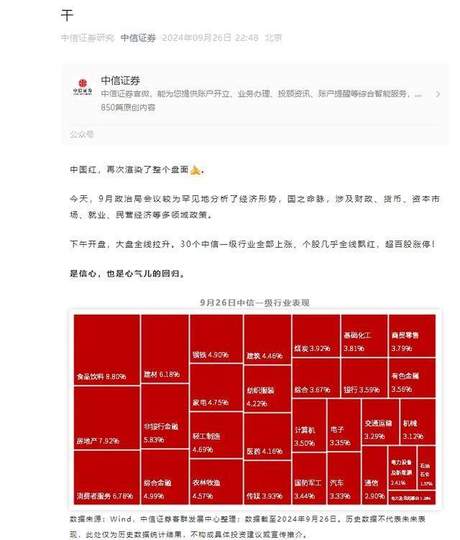 干
中信证券研究 中信证券 2024年09月26日 22:48 北京
中信证券
中信证券官微，能为您提供账户开立、业务办理、投顾资讯、账户提醒等综合智能服务，...
850篇原创内容
公众号
中国红，再次渲染了整个盘面
今天，9月政治局会议较为罕见地分析了经济形势，国之命脉，涉及财政、货币、资本市
场、就业、民营经济等多领域政策。
下午开盘，大盘全线拉升。30个中信一级行业全部上涨、个股几乎全线飘红，超百股涨停！
是信心，也是心气儿的回归。
9月26日中信一级行业表现
食品饮料 8.80%
房地产 7.92%
消费者服务 6.78%
建材 6.18%
非银行金融
5.83%
综合金融
4.99%
钢铁 4.90%
家电 4.75%
轻工制造
4.69%
农林牧渔
4.57%
建筑 4.46%
纺织服装
4.22%
医药 4.16%
传媒 3.93%
煤炭 3.92%
综合 3.67%
计算机
3.50%
国防军工
3.44%
基础化工
3.81%
银行 3.59%
电子
3.35%
汽车
3.33%
商贸零售
3.79%
有色金属
3.56%
交通运输
3.29%
机械
3.12%
通信
2.90%
电力设备
及新能源
2.41%
石油
石化
数据来源：Wind，中信证券客群发展中心整理；数据截至2024年9月26日。历史数据不代表未来表
现，此处仅为历史数据统计结果，不构成具体投资建议或宣传推介。